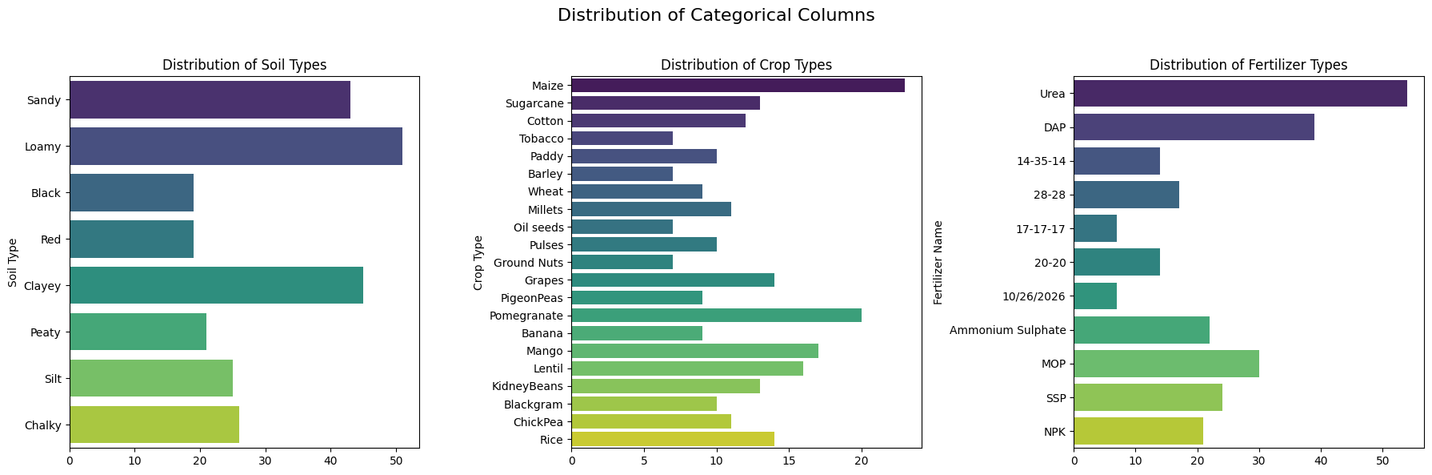 Distribution of Categorical Columns
Distribution of Soil Types
Soil Type
Sandy
Loamy
Black
Red
Clayey
Peaty
Silt
Chalky
0 10 20 30 40 50
Distribution of Crop Types
Crop Type
Maize
Sugarcane
Cotton
Tobacco
Paddy
Barley
Wheat
Millets
Oil seeds
Pulses
Ground Nuts
Grapes
PigeonPeas
Pomegranate
Banana
Mango
Lentil
KidneyBeans
Blackgram
ChickPea
Rice
0 5 10 15 20
Distribution of Fertilizer Types
Fertilizer Name
Urea
DAP
14-35-14
28-28
17-17-17
20-20
10/26/2026
Ammonium Sulphate
MOP
SSP
NPK
0 10 20 30 40 50